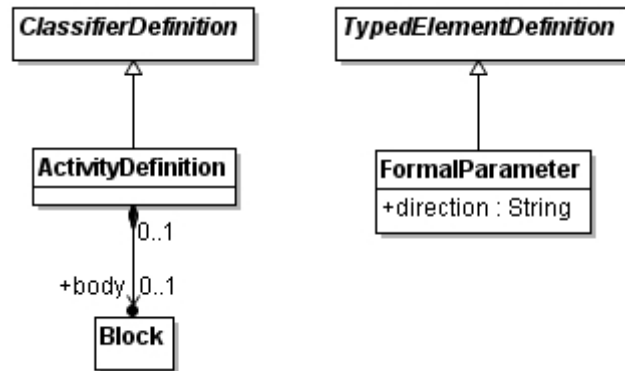 ClassifierDefinition
TypedElementDefinition
ActivityDefinition
FormalParameter
+direction : String
0..1
+body 0..1
Block